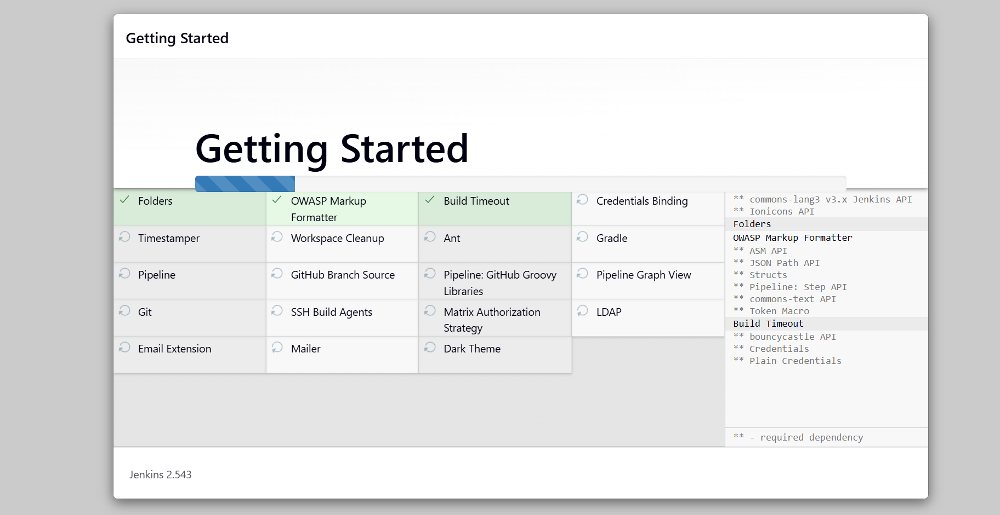 Getting Started
Getting Started
Folders
OWASP Markup
Formatter
Build Timeout
Credentials Binding
Timestamper
Workspace Cleanup
Ant
Gradle
Pipeline
GitHub Branch Source
Pipeline: GitHub Groovy
Libraries
Pipeline Graph View
Git
SSH Build Agents
Matrix Authorization
Strategy
LDAP
Email Extension
Mailer
Dark Theme
** commons-lang3 v3.x Jenkins API
** Ionicons API
Folders
OWASP Markup Formatter
** ASM API
** JSON Path API
** Structs
** Pipeline: Step API
** commons-text API
** Token Macro
Build Timeout
** bouncycastle API
** Credentials
** Plain Credentials
** - required dependency
Jenkins 2.543